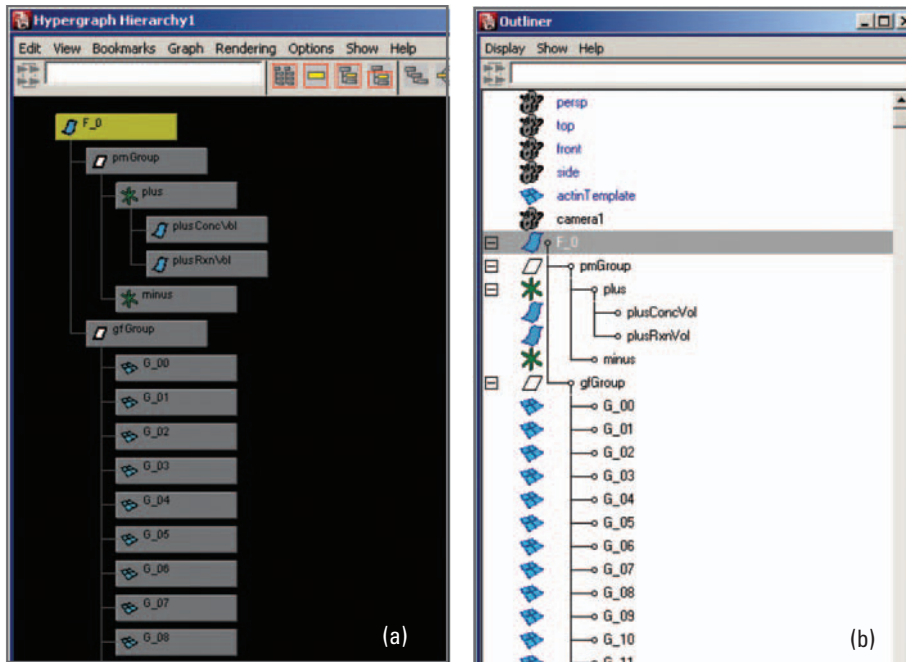 Hypergraph Hierarchy1
Edit View Bookmarks Graph Rendering Options Show Help
F_0
pmGroup
plus
plusConcVol
plusRxnVol
minus
gfGroup
G_00
G_01
G_02
G_03
G_04
G_05
G_06
G_07
G_08
(a)
Outliner
Display Show Help
persp
top
front
side
actinTemplate
camera1
F_0
pmGroup
plus
plusConcVol
plusRxnVol
minus
gfGroup
G_00
G_01
G_02
G_03
G_04
G_05
G_06
G_07
G_08
G_09
G_10
G_11
(b)